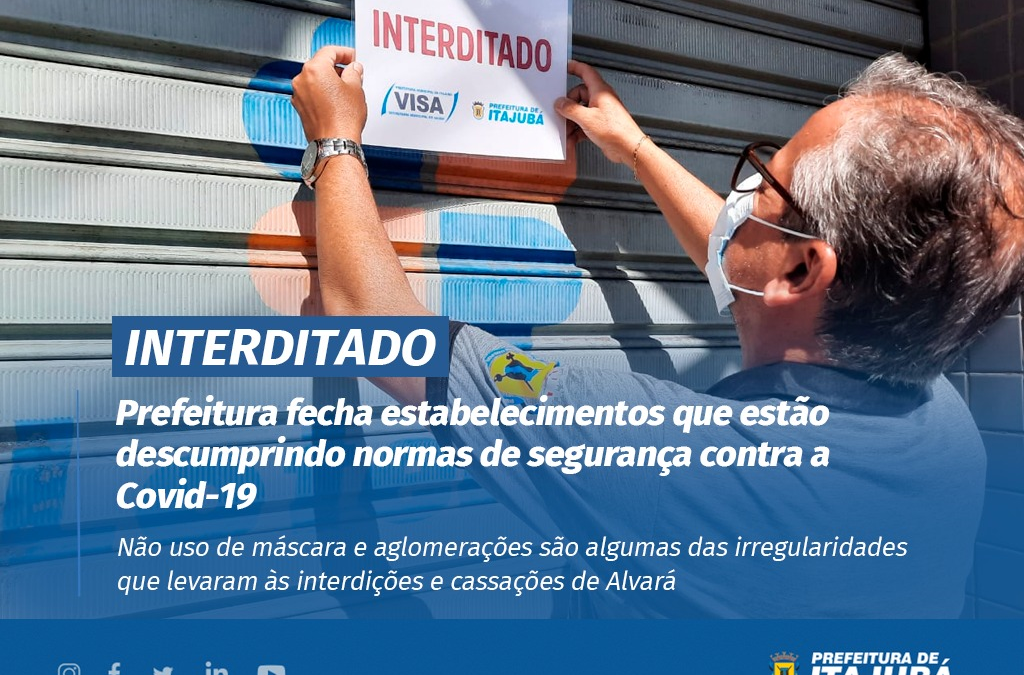 INTERDITADO
VISA
PREFEITURA DE
ITAJUBÁ
INTERDITADO
Prefeitura fecha estabelecimentos que estão
descumprindo normas de segurança contra a
Covid-19
Não uso de máscara e aglomerações são algumas das irregularidades
que levaram às interdições e cassações de Alvará
PREFEITURA DE
ITAJUBÁ